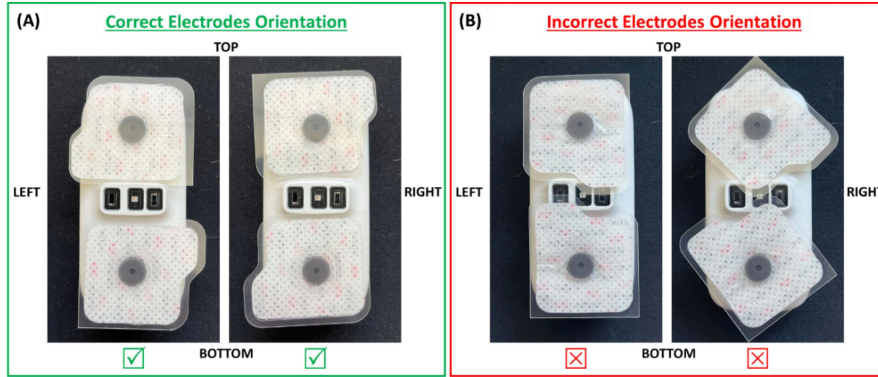 (A)
Correct Electrodes Orientation
TOP
LEFT
RIGHT
BOTTOM
(B)
Incorrect Electrodes Orientation
TOP
LEFT
RIGHT
BOTTOM